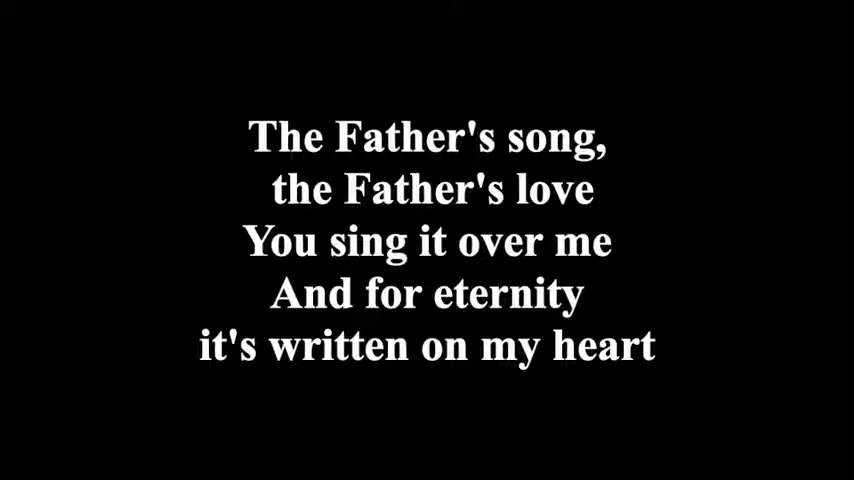 The Father's song,
the Father's love
You sing it over me
And for eternity
it's written on my heart